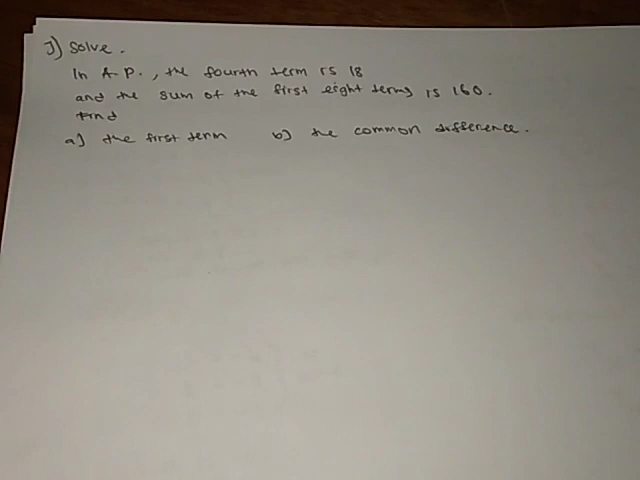 J) Solve.
In A.P., the fourth term is 18
and the sum of the first eight terms is 160.
Find
a) the first term b) the common difference.